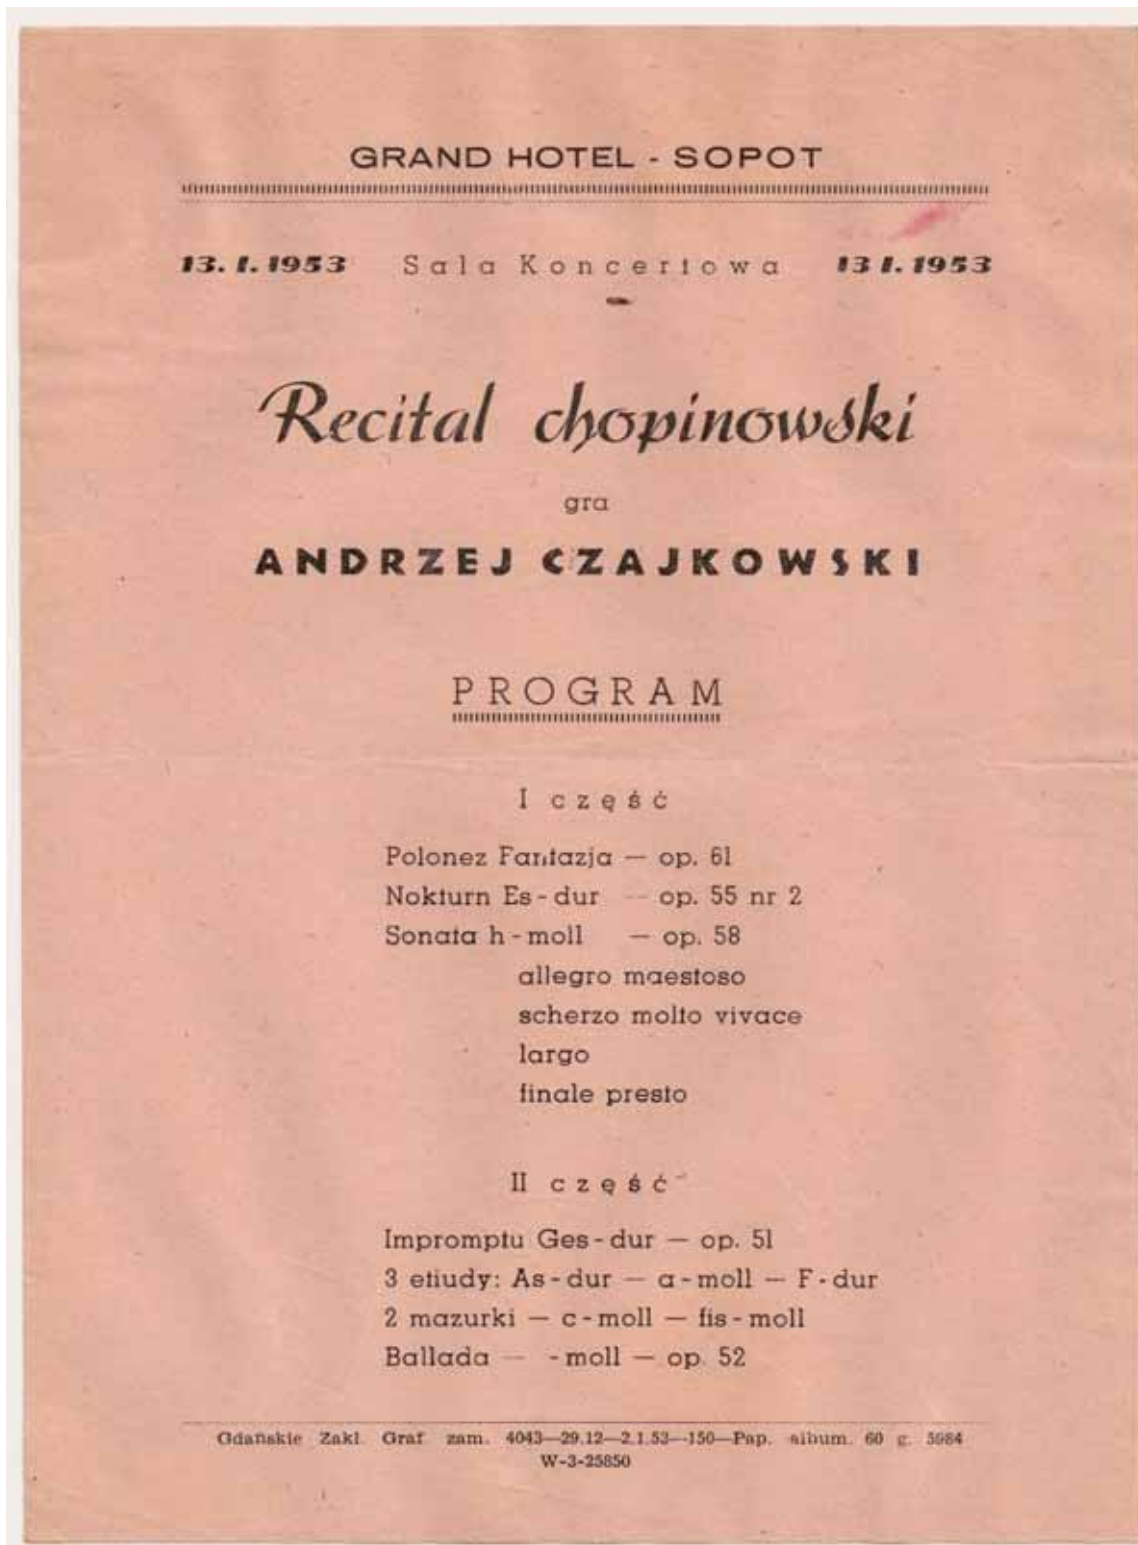 GRAND HOTEL - SOPOT
13. I. 1953 Sala Koncertowa 13 I. 1953
Recital chopinowski
gra
ANDRZEJ CZAJKOWSKI
PROGRAM
I część
Polonez Fantazja — op. 61
Nokturn Es-dur — op. 55 nr 2
Sonata h-moll — op. 58
allegro maestoso
scherzo molto vivace
largo
finale presto
II część
Impromptu Ges-dur — op. 51
3 etiudy: As-dur — a-moll — F-dur
2 mazurki — c-moll — fis-moll
Ballada — -moll — op. 52
Gdańskie Zakl. Graf zam. 4043—29.12—2.1.53—150—Pap. album. 60 g. 5984
W-3-25850